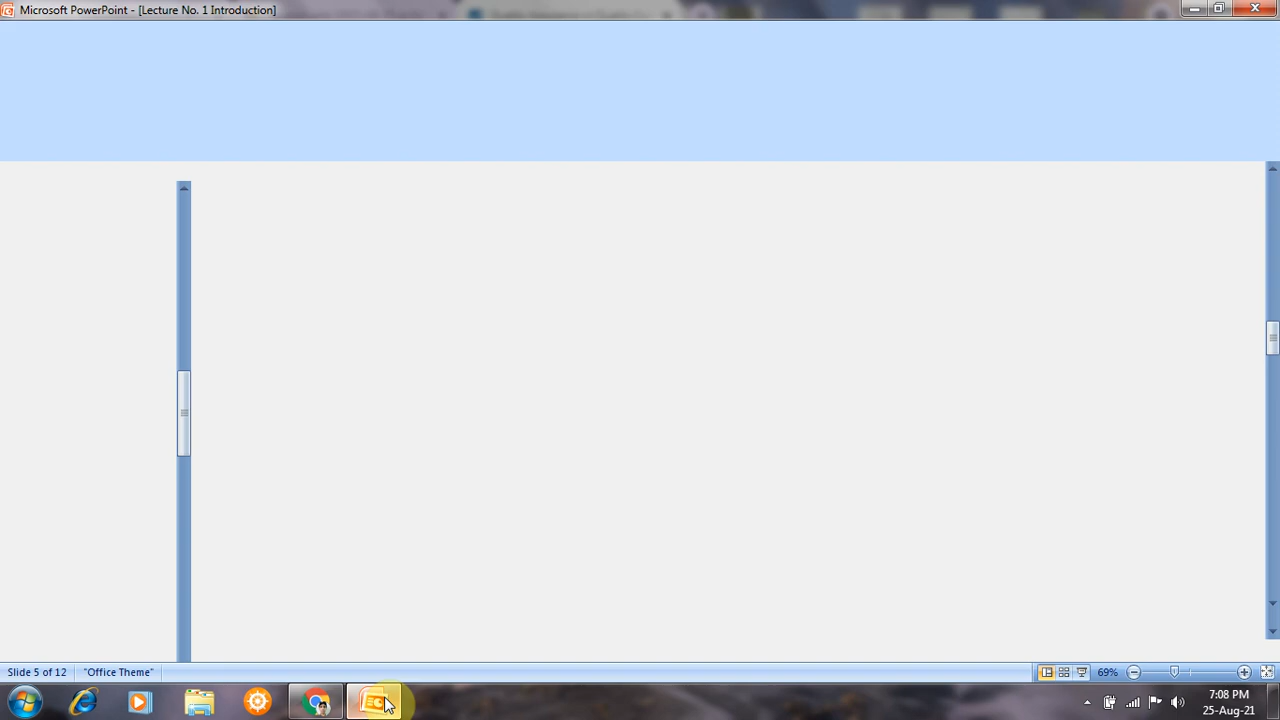 Microsoft PowerPoint - [Lecture No. 1 Introduction]
Slide 5 of 12
"Office Theme"
69%
7:08 PM
25-Aug-21